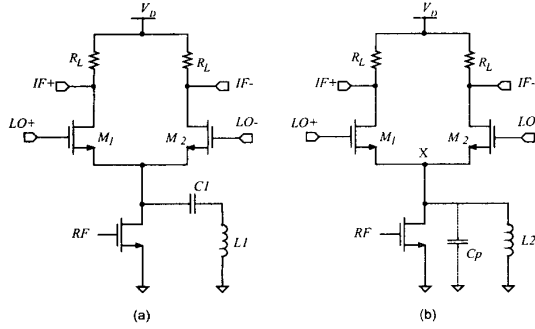 V_D
R_L
R_L
IF+
IF-
LO+
LO-
M_1
M_2
C1
RF
L1
(a)
V_D
R_L
R_L
IF+
IF-
LO+
LO
M_1
M_2
X
RF
Cp
L2
(b)